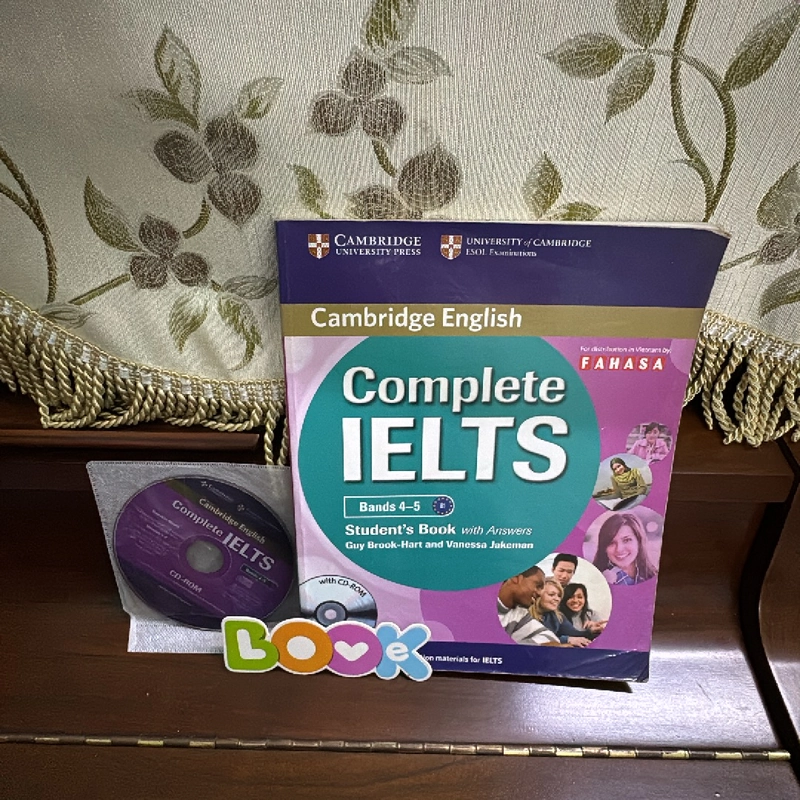 CAMBRIDGE
UNIVERSITY PRESS
UNIVERSITY of CAMBRIDGE
ESOL Examinations
Cambridge English
For distribution in Vietnam by
FAHASA
Complete
IELTS
Bands 4–5
B1
Student's Book with Answers
Guy Brook-Hart and Vanessa Jakeman
with CD-ROM
materials for IELTS
Cambridge English
Complete IELTS
CD-ROM
BOOK
e